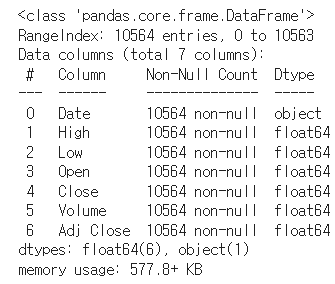 <class 'pandas.core.frame.DataFrame'>
RangeIndex: 10564 entries, 0 to 10563
Data columns (total 7 columns):
 #   Column     Non-Null Count  Dtype
---  ------     --------------  -----
 0   Date       10564 non-null  object
 1   High       10564 non-null  float64
 2   Low        10564 non-null  float64
 3   Open       10564 non-null  float64
 4   Close      10564 non-null  float64
 5   Volume     10564 non-null  float64
 6   Adj Close  10564 non-null  float64
dtypes: float64(6), object(1)
memory usage: 577.8+ KB